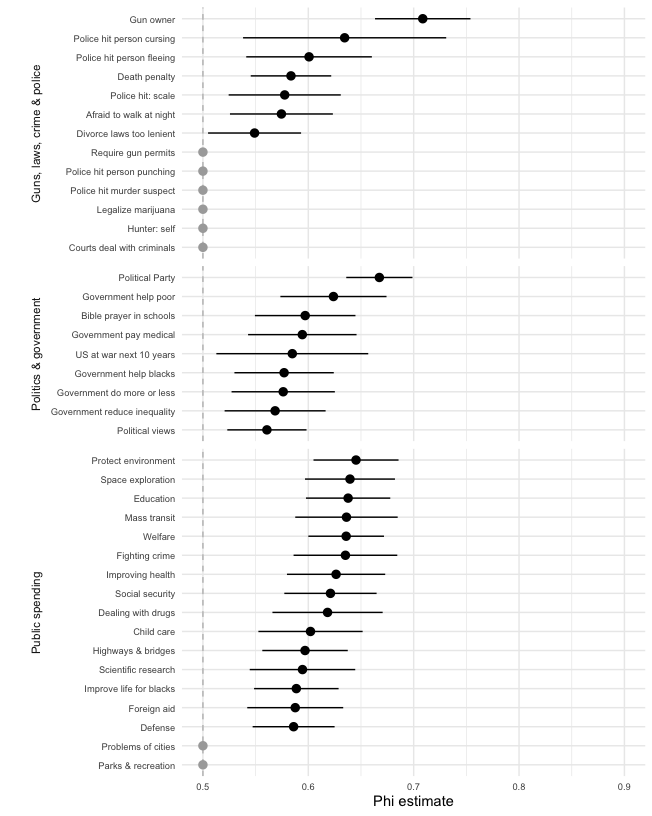 Guns, laws, crime & police
Gun owner
Police hit person cursing
Police hit person fleeing
Death penalty
Police hit: scale
Afraid to walk at night
Divorce laws too lenient
Require gun permits
Police hit person punching
Police hit murder suspect
Legalize marijuana
Hunter: self
Courts deal with criminals
Politics & government
Political Party
Government help poor
Bible prayer in schools
Government pay medical
US at war next 10 years
Government help blacks
Government do more or less
Government reduce inequality
Political views
Public spending
Protect environment
Space exploration
Education
Mass transit
Welfare
Fighting crime
Improving health
Social security
Dealing with drugs
Child care
Highways & bridges
Scientific research
Improve life for blacks
Foreign aid
Defense
Problems of cities
Parks & recreation
0.5 0.6 0.7 0.8 0.9
Phi estimate